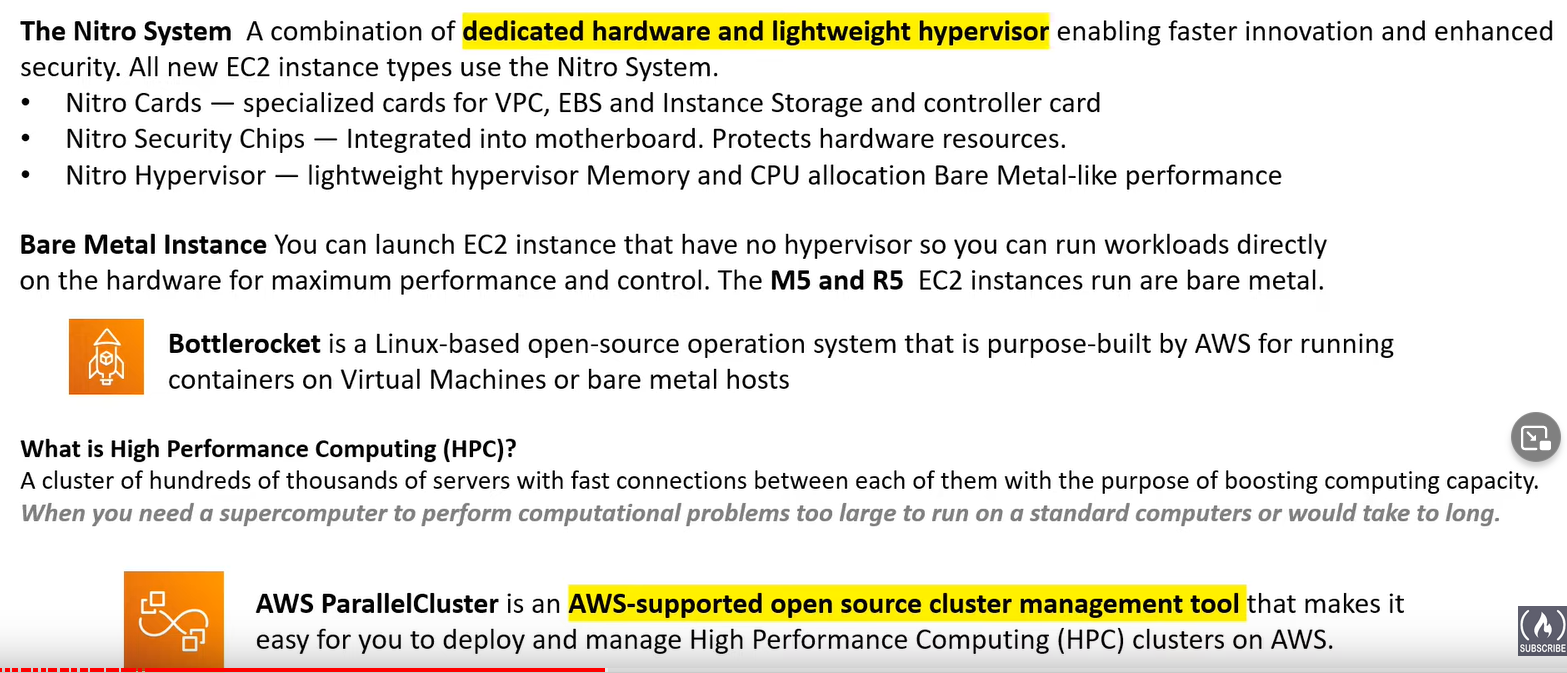 The Nitro System A combination of dedicated hardware and lightweight hypervisor enabling faster innovation and enhanced
security. All new EC2 instance types use the Nitro System.
• Nitro Cards — specialized cards for VPC, EBS and Instance Storage and controller card
• Nitro Security Chips — Integrated into motherboard. Protects hardware resources.
• Nitro Hypervisor — lightweight hypervisor Memory and CPU allocation Bare Metal-like performance
Bare Metal Instance You can launch EC2 instance that have no hypervisor so you can run workloads directly
on the hardware for maximum performance and control. The M5 and R5 EC2 instances run are bare metal.
Bottlerocket is a Linux-based open-source operation system that is purpose-built by AWS for running
containers on Virtual Machines or bare metal hosts
What is High Performance Computing (HPC)?
A cluster of hundreds of thousands of servers with fast connections between each of them with the purpose of boosting computing capacity.
When you need a supercomputer to perform computational problems too large to run on a standard computers or would take to long.
AWS ParallelCluster is an AWS-supported open source cluster management tool that makes it
easy for you to deploy and manage High Performance Computing (HPC) clusters on AWS.
SUBSCRIBE